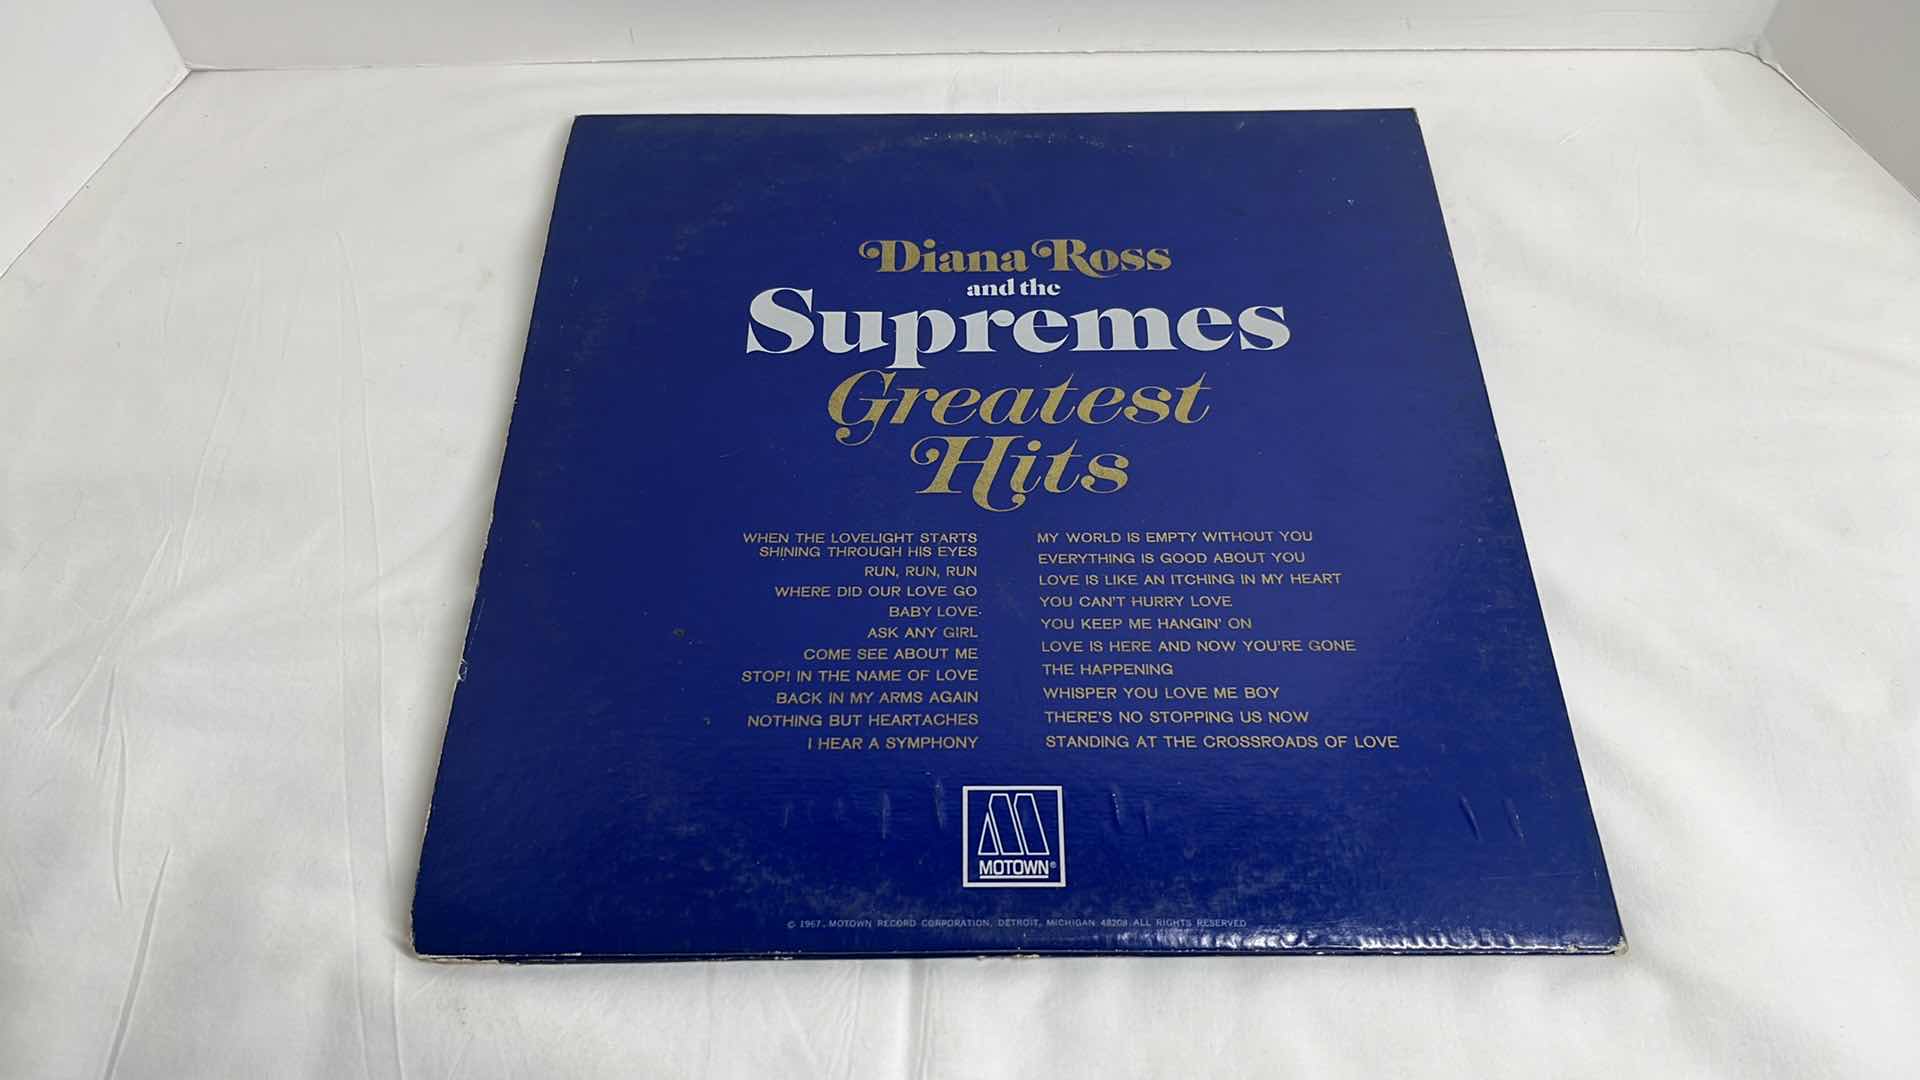 Diana Ross
and the
Supremes
Greatest
Hits
WHEN THE LOVELIGHT STARTS
SHINING THROUGH HIS EYES
RUN, RUN, RUN
WHERE DID OUR LOVE GO
BABY LOVE
ASK ANY GIRL
COME SEE ABOUT ME
STOP! IN THE NAME OF LOVE
BACK IN MY ARMS AGAIN
NOTHING BUT HEARTACHES
I HEAR A SYMPHONY
MY WORLD IS EMPTY WITHOUT YOU
EVERYTHING IS GOOD ABOUT YOU
LOVE IS LIKE AN ITCHING IN MY HEART
YOU CAN'T HURRY LOVE
YOU KEEP ME HANGIN' ON
LOVE IS HERE AND NOW YOU'RE GONE
THE HAPPENING
WHISPER YOU LOVE ME BOY
THERE'S NO STOPPING US NOW
STANDING AT THE CROSSROADS OF LOVE
MOTOWN®
© 1967, MOTOWN RECORD CORPORATION, DETROIT, MICHIGAN 48208 ALL RIGHTS RESERVED